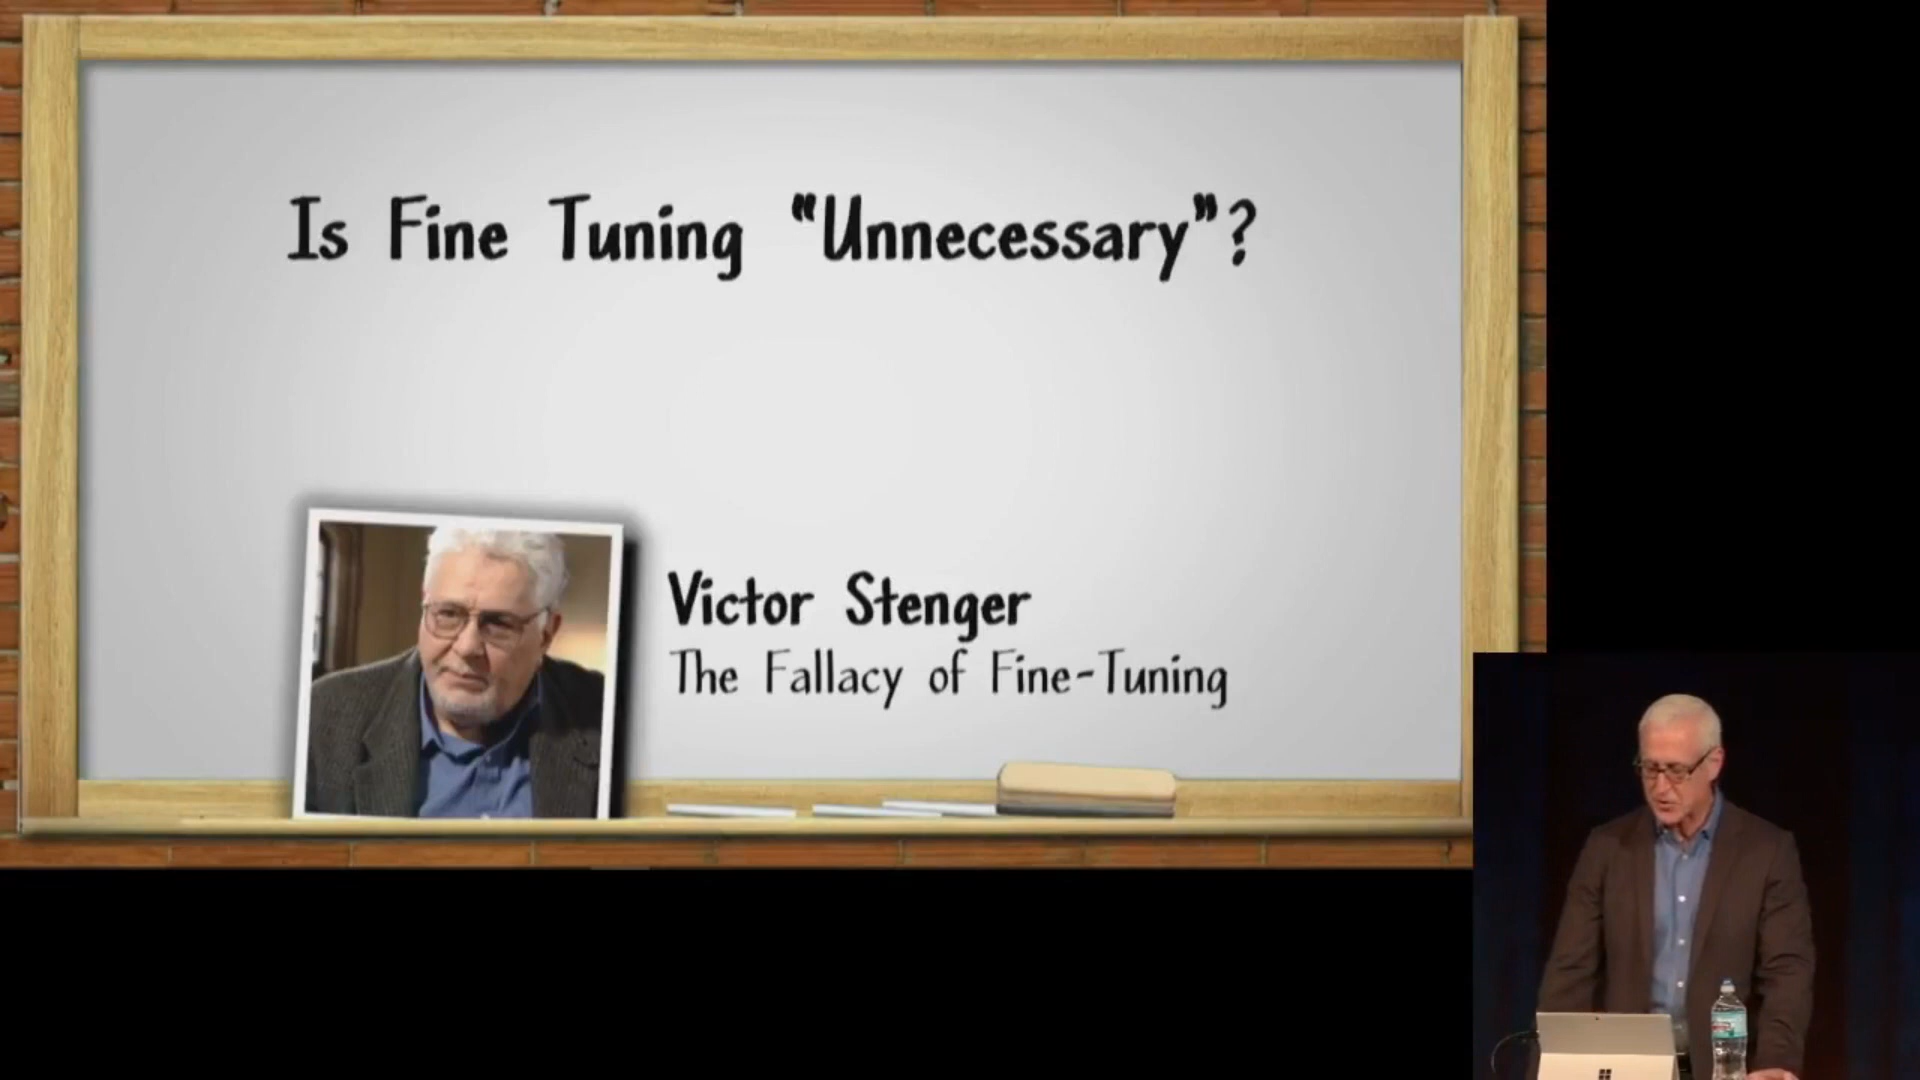 Is Fine Tuning “Unnecessary”?
Victor Stenger
The Fallacy of Fine-Tuning